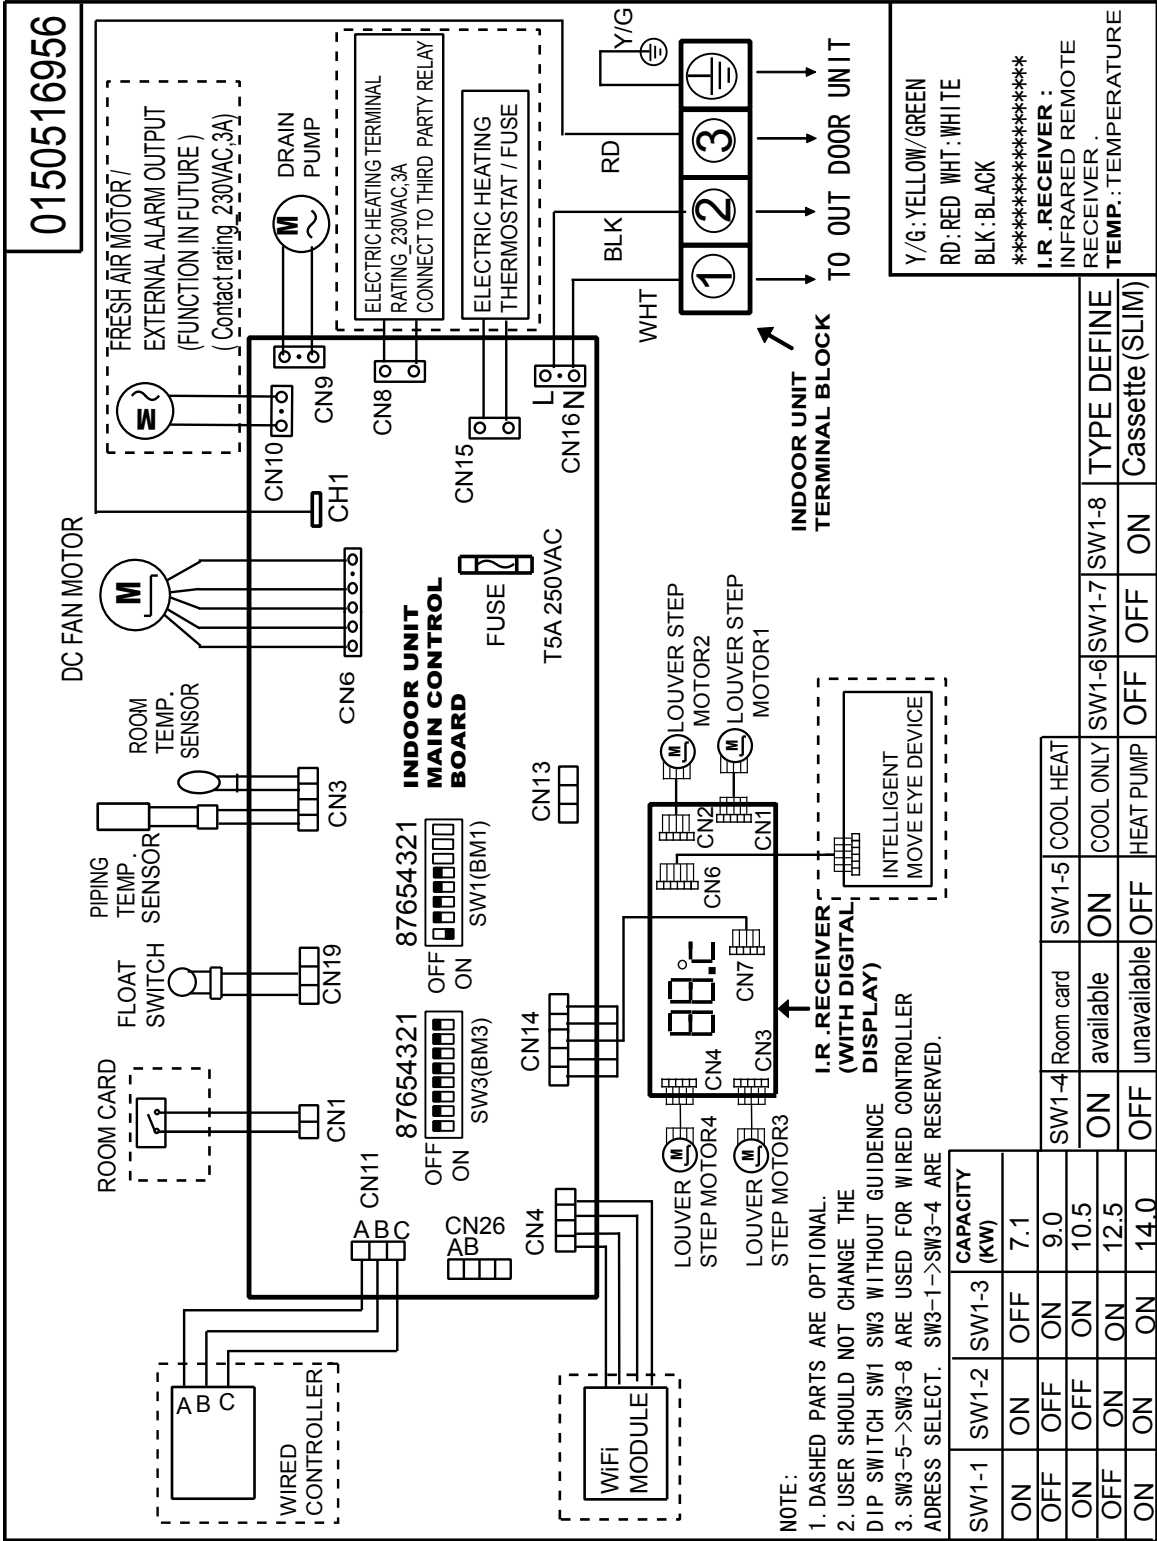 01505516956
FRESH AIR MOTOR /
EXTERNAL ALARM OUTPUT
(FUNCTION IN FUTURE )
( Contact rating 230VAC,3A)
M
DRAIN
PUMP
M
ELECTRIC HEATING TERMINAL
RATING 230VAC,3A
CONNECT TO THIRD PARTY RELAY
ELECTRIC HEATING
THERMOSTAT / FUSE
CN10
CN9
CN8
CN15
CN16
L
N
Y/G
RD
BLK
WHT
3
2
1
TO OUT DOOR UNIT
INDOOR UNIT
TERMINAL BLOCK
Y/G:YELLOW/GREEN
RD:RED WHT:WHITE
BLK:BLACK
******************
I.R .RECEIVER :
INFRARED REMOTE
RECEIVER .
TEMP.:TEMPERATURE
DC FAN MOTOR
M
CN6
CH1
ROOM
TEMP.
SENSOR
PIPING
TEMP.
SENSOR
CN3
FLOAT
SWITCH
CN19
ROOM CARD
CN1
INDOOR UNIT
MAIN CONTROL
BOARD
FUSE
T5A 250VAC
CN13
87654321
OFF
ON
SW1(BM1)
87654321
OFF
ON
SW3(BM3)
CN14
CN11
A B C
CN26
AB
CN4
A B C
WIRED
CONTROLLER
WiFi
MODULE
LOUVER STEP
MOTOR2
M
LOUVER STEP
MOTOR1
M
CN2
CN1
CN6
CN7
CN4
CN3
88.°C
INTELLIGENT
MOVE EYE DEVICE
I.R .RECEIVER
(WITH DIGITAL
DISPLAY)
M
LOUVER
STEP MOTOR4
M
LOUVER
STEP MOTOR3
NOTE:
1. DASHED PARTS ARE OPTIONAL.
2. USER SHOULD NOT CHANGE THE
DIP SWITCH SW1 SW3 WITHOUT GUIDENCE
3. SW3-5->SW3-8 ARE USED FOR WIRED CONTROLLER
ADRESS SELECT. SW3-1->SW3-4 ARE RESERVED.
SW1-1 SW1-2 SW1-3 CAPACITY (KW)
ON ON OFF 7.1
OFF OFF ON 9.0
ON OFF ON 10.5
OFF ON ON 12.5
ON ON ON 14.0
SW1-4 Room card SW1-5 COOL HEAT
ON available ON COOL ONLY SW1-6 SW1-7 SW1-8 TYPE DEFINE
OFF unavailable OFF HEAT PUMP OFF OFF ON Cassette (SLIM)